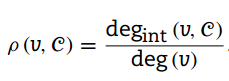 ρ (υ, 𝒞) = deg_int (υ, 𝒞) / deg (υ)